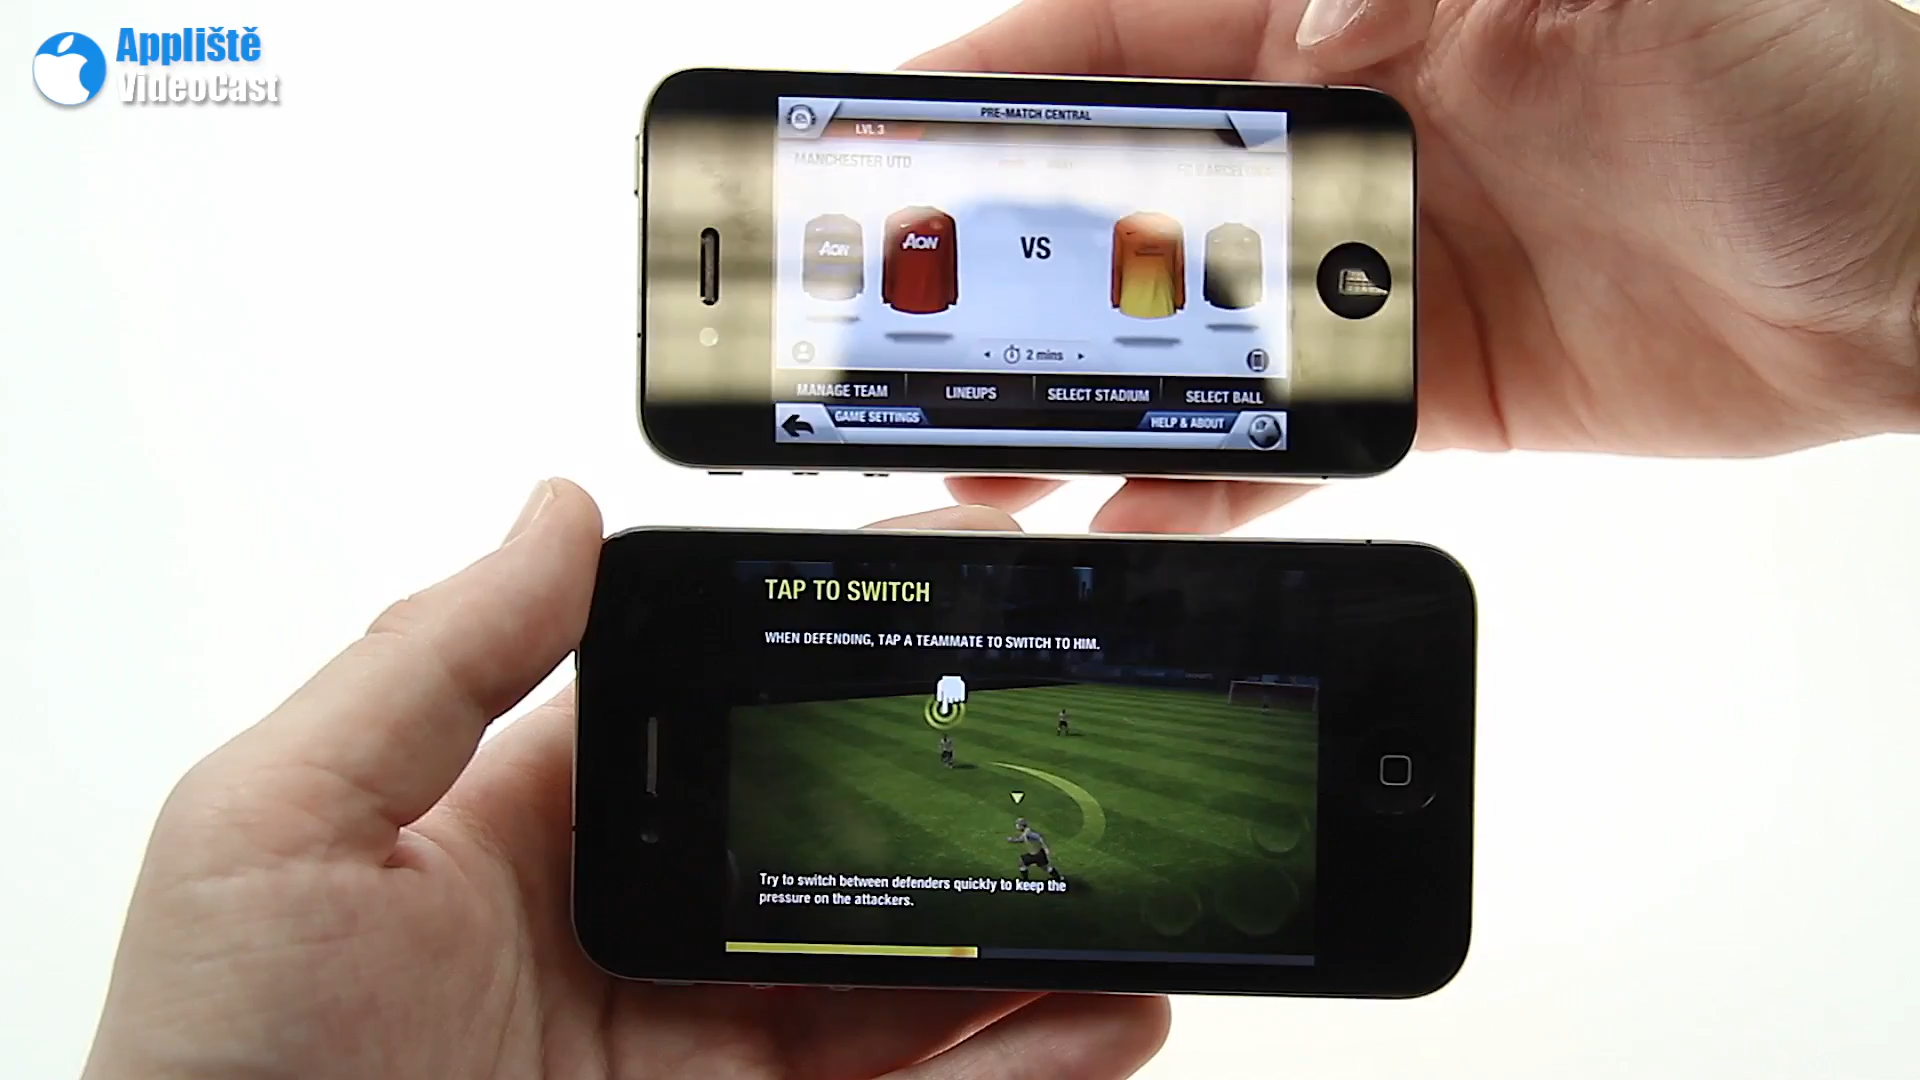 Appliště
VideoCast
PRE-MATCH CENTRAL
LVL 3
MANCHESTER UTD
FC BARCELONA
AON
AON
VS
2 mins
MANAGE TEAM
LINEUPS
SELECT STADIUM
SELECT BALL
GAME SETTINGS
HELP & ABOUT
TAP TO SWITCH
WHEN DEFENDING, TAP A TEAMMATE TO SWITCH TO HIM.
Try to switch between defenders quickly to keep the
pressure on the attackers.